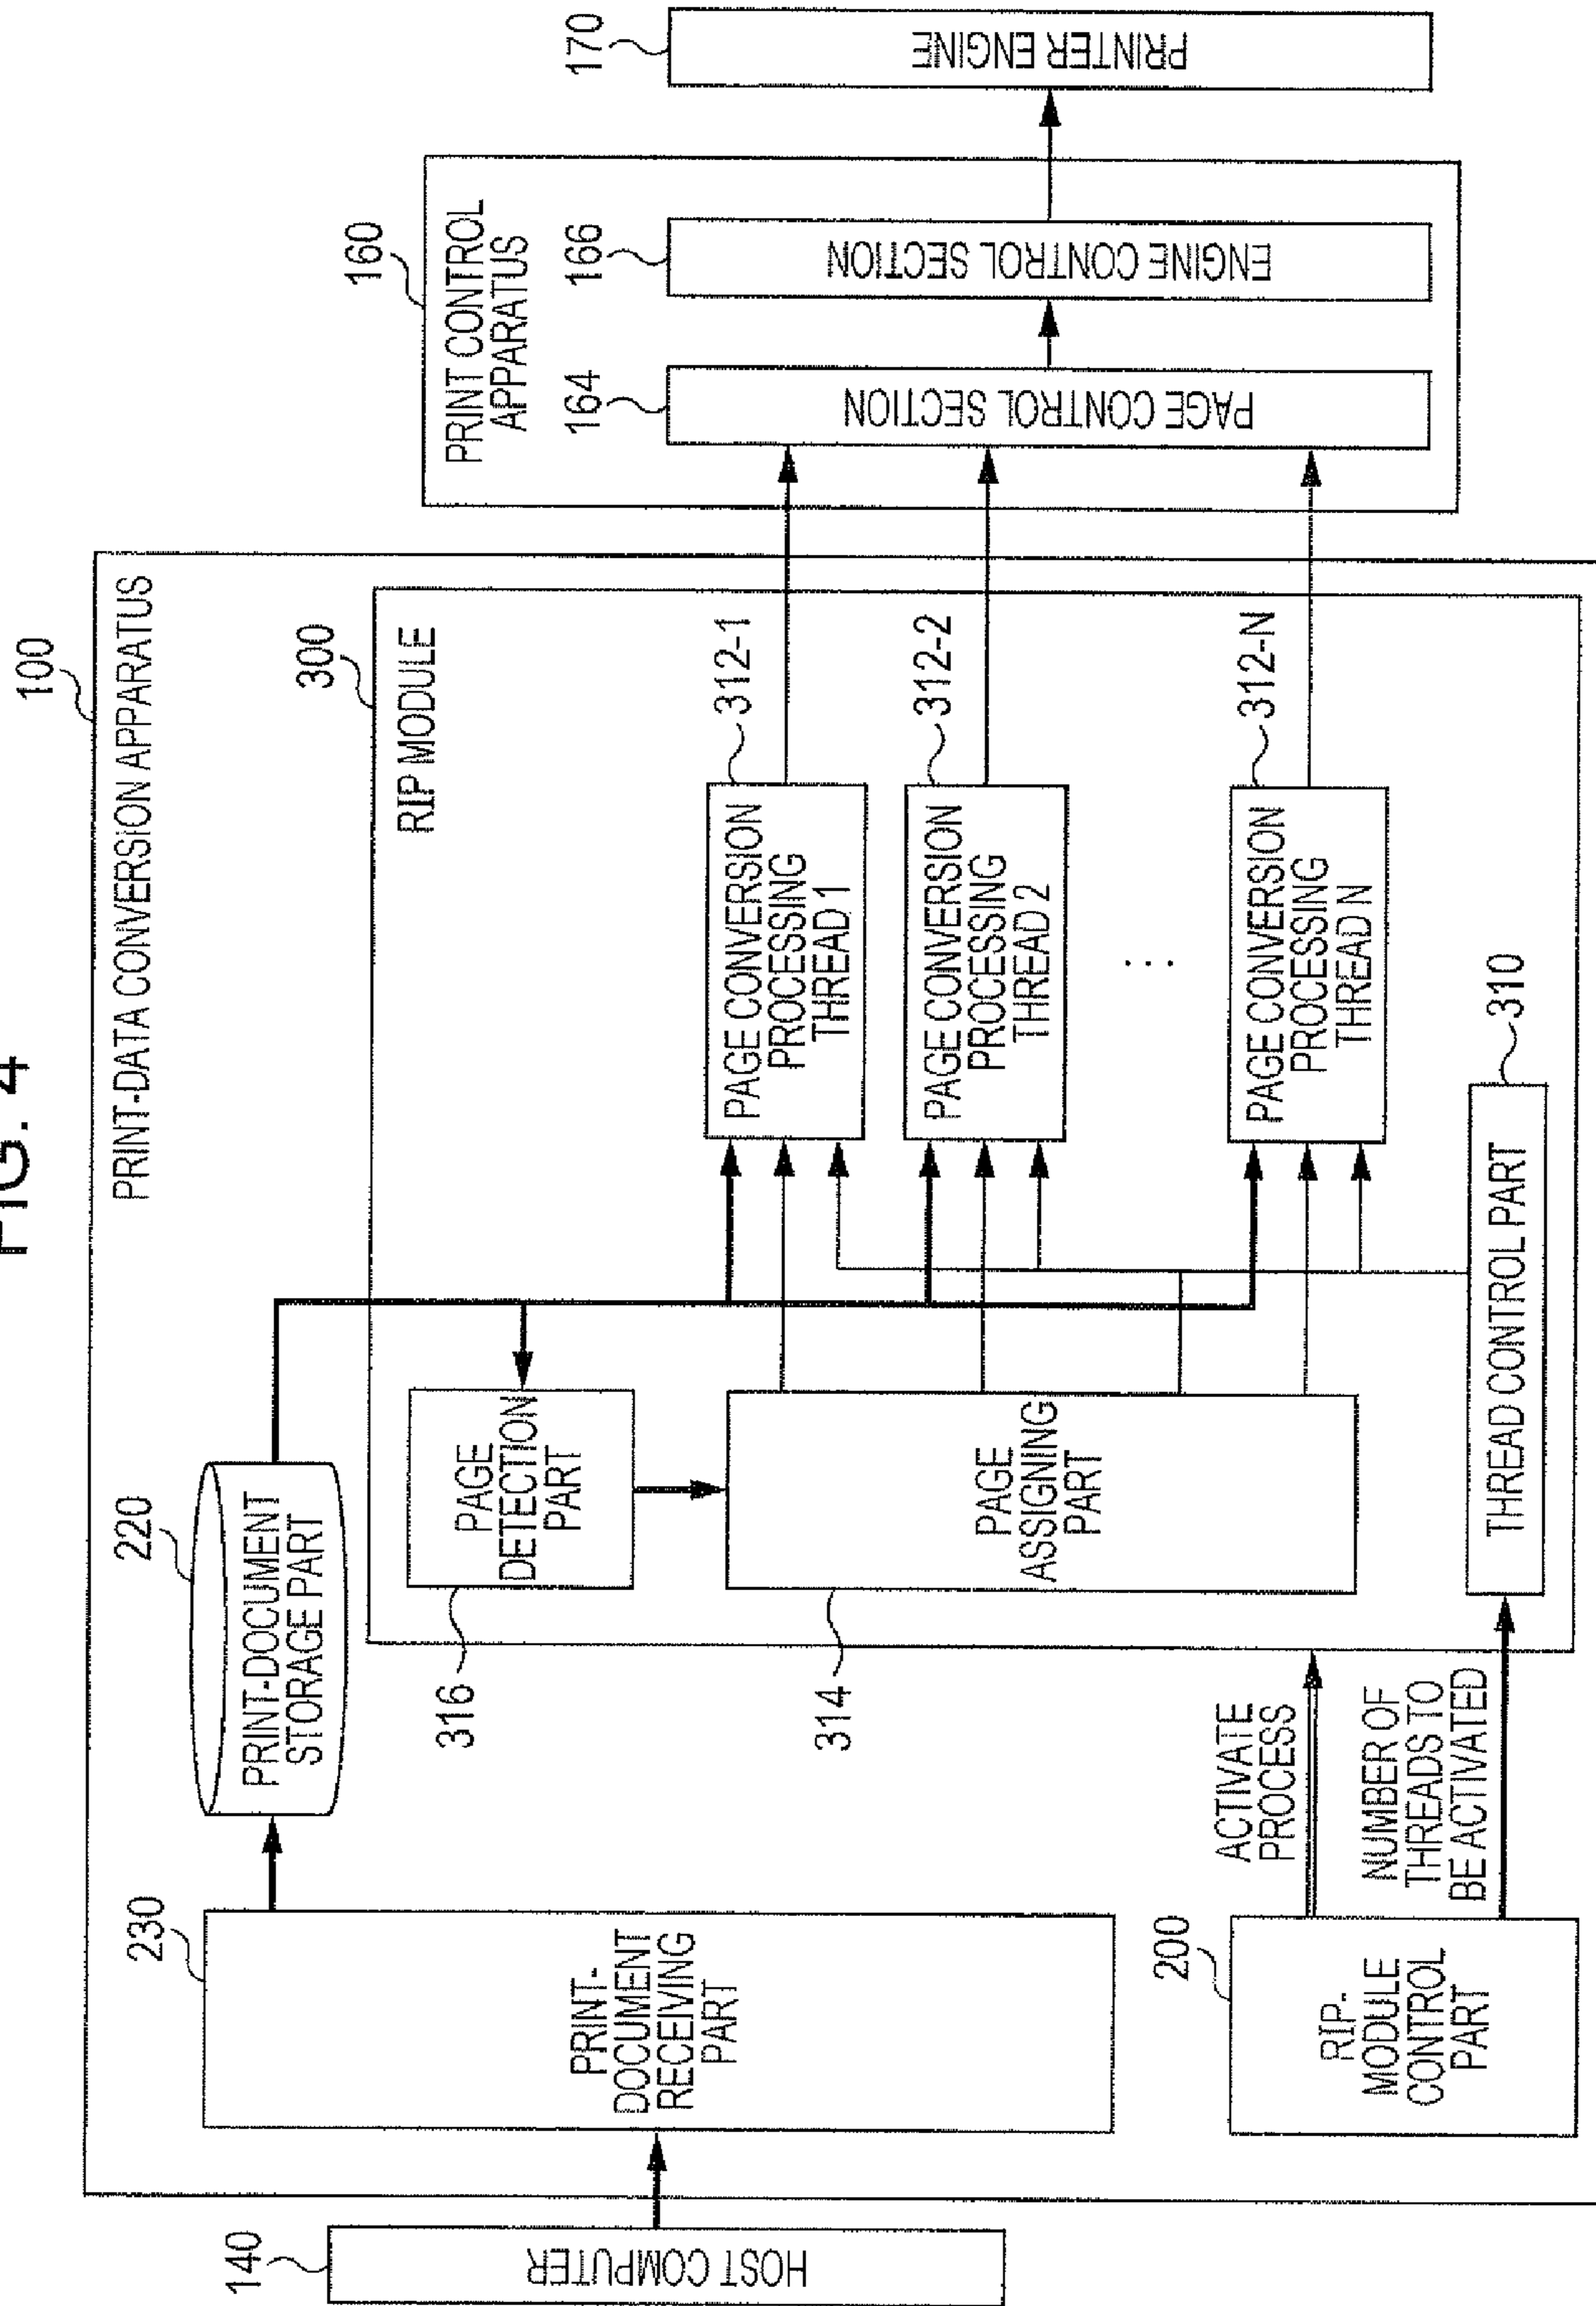 FIG. 4
100
PRINT-DATA CONVERSION APPARATUS
140
HOST COMPUTER
230
PRINT-
DOCUMENT
RECEIVING
PART
220
PRINT-DOCUMENT
STORAGE PART
200
RIP-
MODULE
CONTROL
PART
ACTIVATE
PROCESS
NUMBER OF
THREADS TO
BE ACTIVATED
300
RIP MODULE
316
PAGE
DETECTION
PART
314
PAGE
ASSIGNING
PART
312-1
PAGE CONVERSION
PROCESSING
THREAD 1
312-2
PAGE CONVERSION
PROCESSING
THREAD 2
...
312-N
PAGE CONVERSION
PROCESSING
THREAD N
310
THREAD CONTROL PART
160
PRINT CONTROL
APPARATUS
164
PAGE CONTROL SECTION
166
ENGINE CONTROL SECTION
170
PRINTER ENGINE